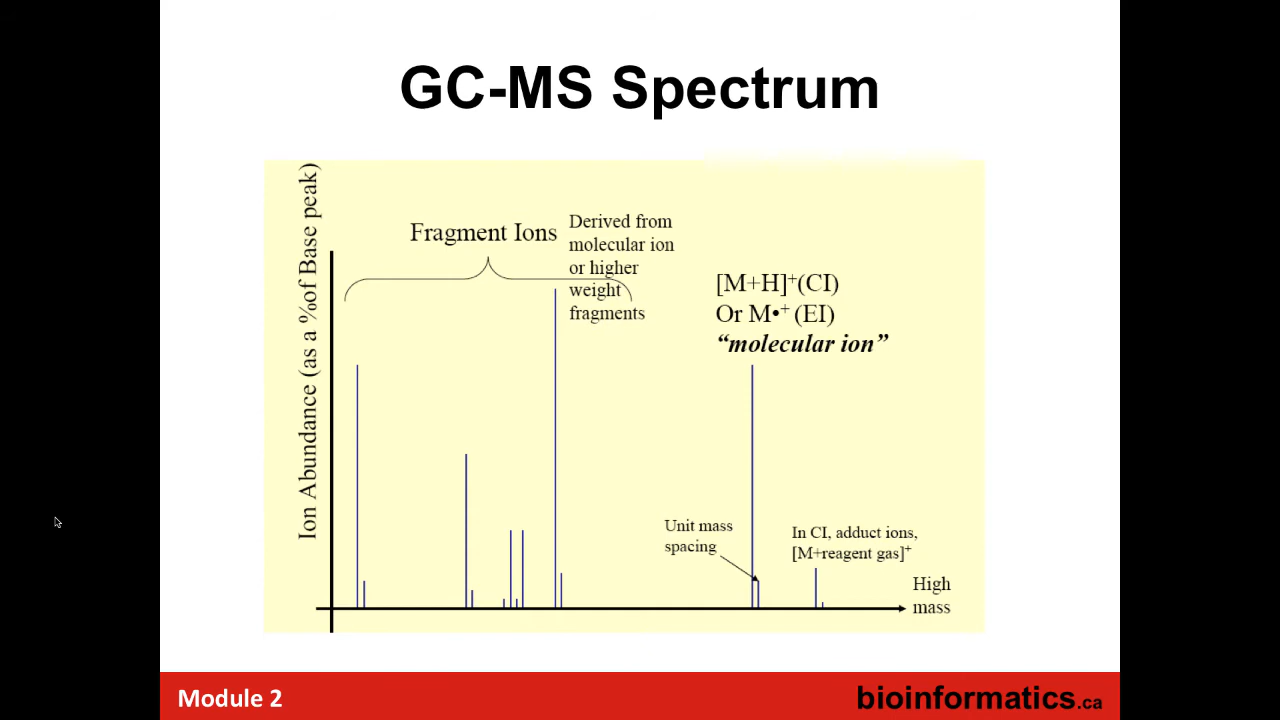 GC-MS Spectrum
Ion Abundance (as a %of Base peak)
Fragment Ions
Derived from
molecular ion
or higher
weight
fragments
[M+H]⁺(CI)
Or M•⁺ (EI)
“molecular ion”
Unit mass
spacing
In CI, adduct ions,
[M+reagent gas]⁺
High
mass
Module 2
bioinformatics.ca